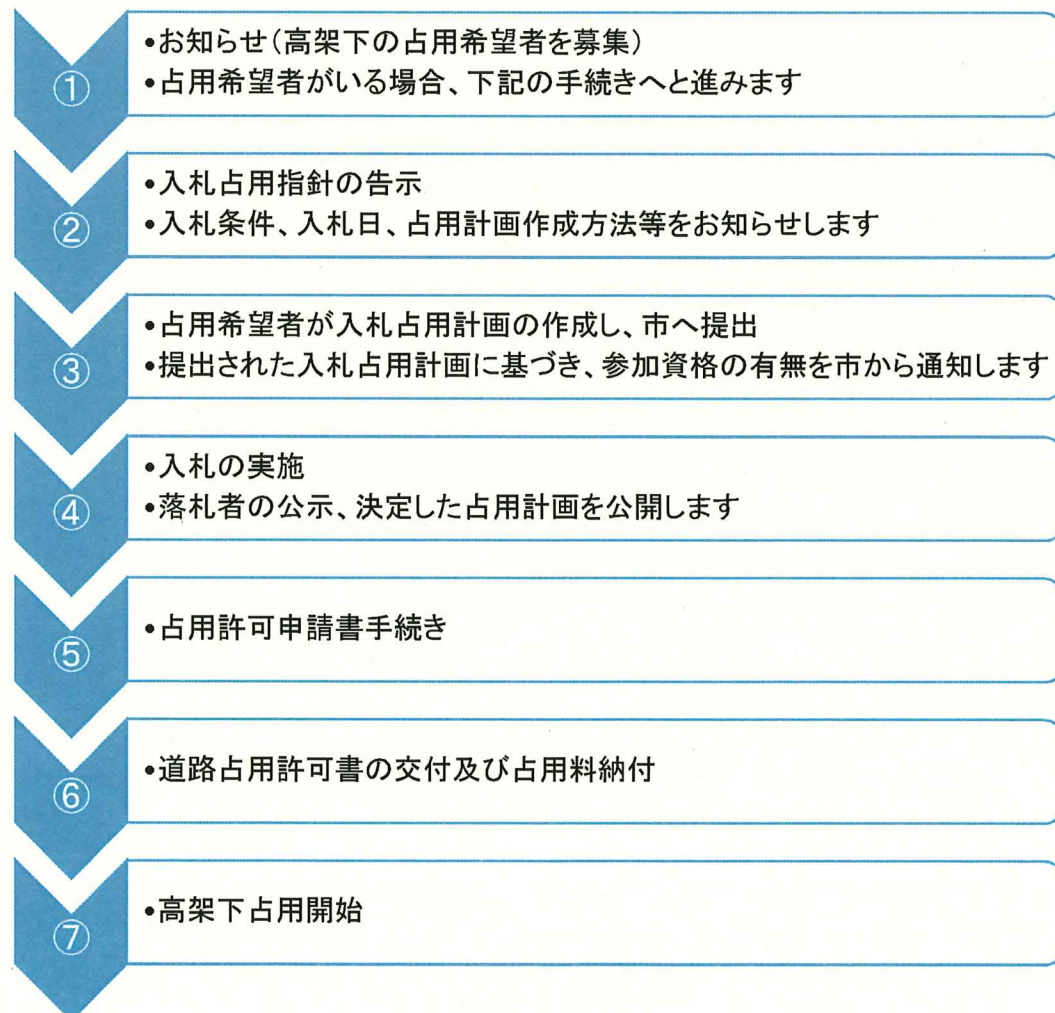 ①
•お知らせ(高架下の占用希望者を募集)
•占用希望者がいる場合、下記の手続きへと進みます
②
•入札占用指針の告示
•入札条件、入札日、占用計画作成方法等をお知らせします
③
•占用希望者が入札占用計画の作成し、市へ提出
•提出された入札占用計画に基づき、参加資格の有無を市から通知します
④
•入札の実施
•落札者の公示、決定した占用計画を公開します
⑤
•占用許可申請書手続き
⑥
•道路占用許可書の交付及び占用料納付
⑦
•高架下占用開始